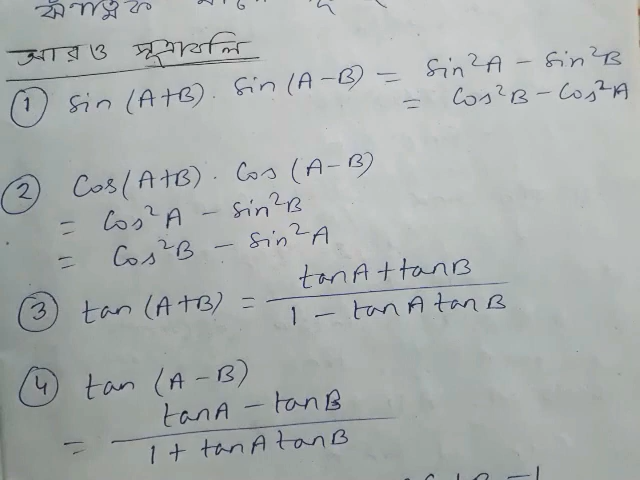 আরও সূত্রাবলি
① sin (A+B). sin (A-B) = sin²A - sin²B
= cos²B - cos²A
② cos(A+B). cos (A-B)
= cos²A - sin²B
= cos²B - sin²A
③ tan (A+B) = (tanA + tanB) / (1 - tanA tanB)
④ tan (A-B)
= (tanA - tanB) / (1 + tanA tanB)